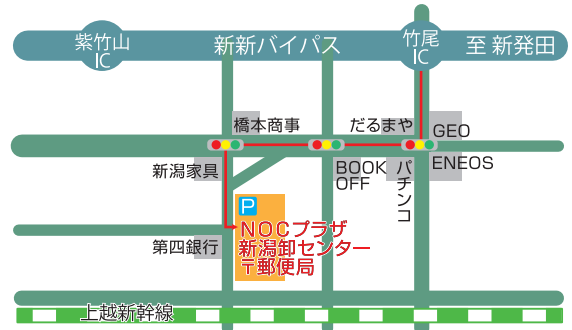 紫竹山
IC
新新バイパス
竹尾
IC
至 新発田
橋本商事
だるまや
GEO
新潟家具
BOOK
OFF
パチンコ
ENEOS
P
NOCプラザ
新潟卸センター
〒郵便局
第四銀行
上越新幹線